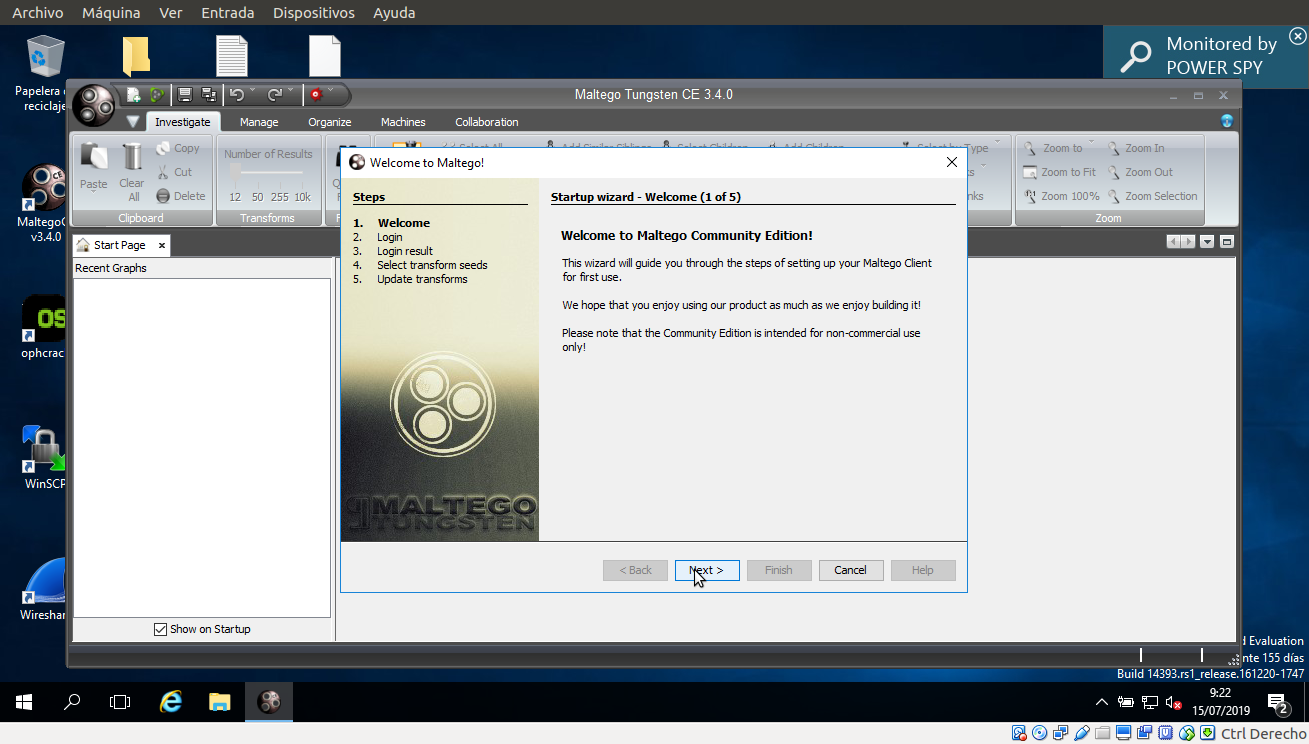 Archivo Máquina Ver Entrada Dispositivos Ayuda
Monitored by
POWER SPY
Papelera
reciclaje
Maltego Tungsten CE 3.4.0
Investigate Manage Organize Machines Collaboration
Paste
Clear
All
Copy
Cut
Delete
Clipboard
Number of Results
12 50 255 10k
Transforms
Zoom to
Zoom to Fit
Zoom 100%
Zoom In
Zoom Out
Zoom Selection
Zoom
Start Page
Recent Graphs
Show on Startup
Welcome to Maltego!
Steps
1. Welcome
2. Login
3. Login result
4. Select transform seeds
5. Update transforms
MALTEGO
TUNGSTEN
Startup wizard - Welcome (1 of 5)
Welcome to Maltego Community Edition!
This wizard will guide you through the steps of setting up your Maltego Client
for first use.
We hope that you enjoy using our product as much as we enjoy building it!
Please note that the Community Edition is intended for non-commercial use
only!
< Back Next > Finish Cancel Help
v3.4.0
WinSCP
Evaluation
155 días
Build 14393.rs1_release.161220-1747
9:22
15/07/2019
2
Ctrl Derecho